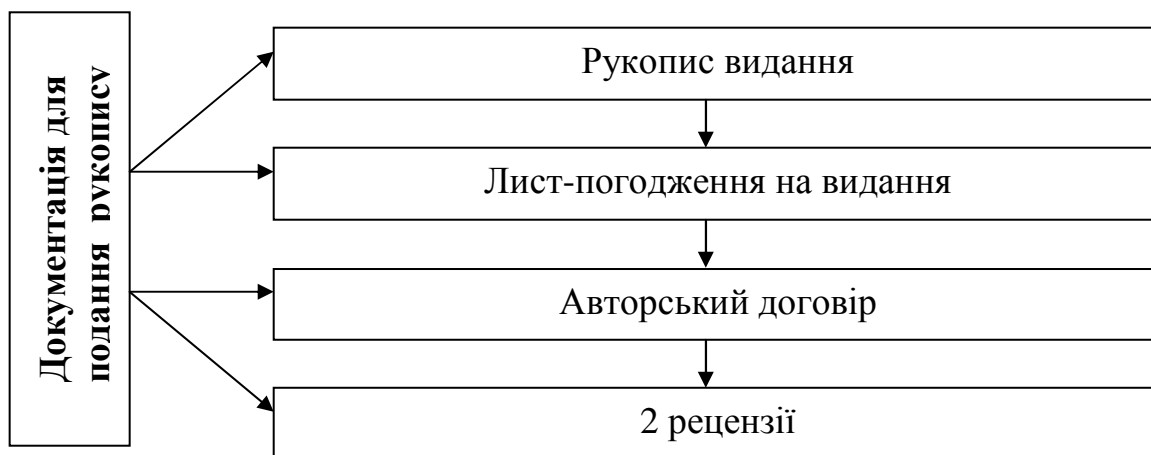 Документація для
подання рукопису
Рукопис видання
Лист-погодження на видання
Авторський договір
2 рецензії